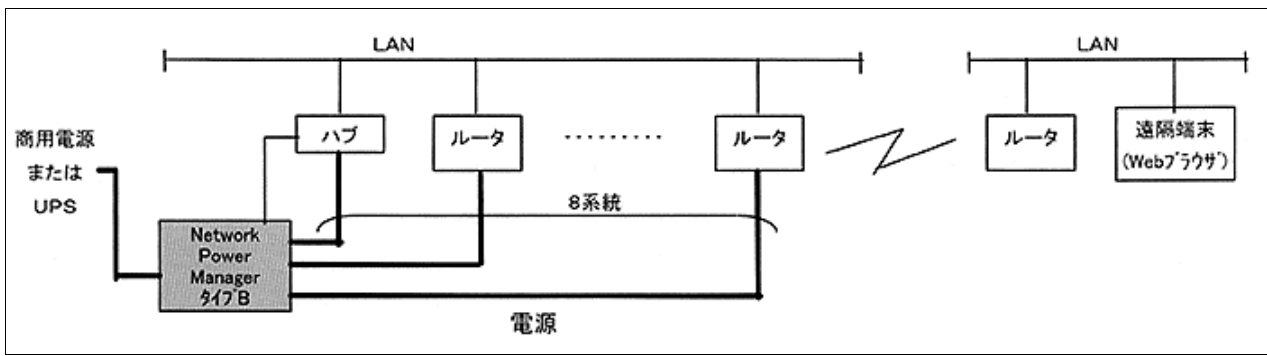 LAN
LAN
商用電源
または
UPS
ハブ
ルータ
ルータ
ルータ
遠隔端末
(Webﾌﾞﾗｳｻﾞ)
8系統
Network
Power
Manager
ﾀｲﾌﾟB
電源